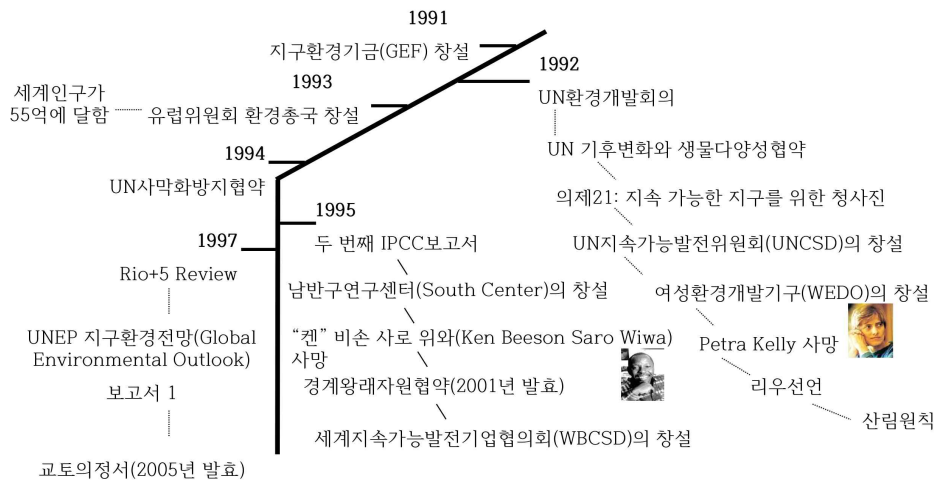 1991
지구환경기금(GEF) 창설
1992
UN환경개발회의
UN 기후변화와 생물다양성협약
의제21: 지속 가능한 지구를 위한 청사진
UN지속가능발전위원회(UNCSD)의 창설
여성환경개발기구(WEDO)의 창설
Petra Kelly 사망
리우선언
산림원칙
1993
세계인구가
55억에 달함
유럽위원회 환경총국 창설
1994
UN사막화방지협약
1995
두 번째 IPCC보고서
남반구연구센터(South Center)의 창설
“켄” 비손 사로 위와(Ken Beeson Saro Wiwa)
사망
경계왕래자원협약(2001년 발효)
세계지속가능발전기업협의회(WBCSD)의 창설
1997
Rio+5 Review
UNEP 지구환경전망(Global
Environmental Outlook)
보고서 1
교토의정서(2005년 발효)